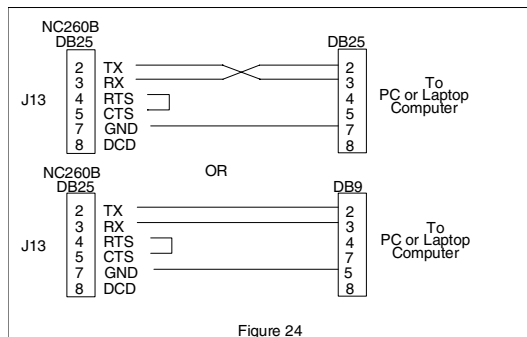 NC260B
DB25 DB25
2 TX 2
3 RX 3
J13 4 RTS 4 To
5 CTS 5 PC or Laptop
7 GND 7 Computer
8 DCD 8
OR
NC260B
DB25 DB9
2 TX 2
3 RX 3
J13 4 RTS 4 To
5 CTS 7 PC or Laptop
7 GND 5 Computer
8 DCD 8
Figure 24